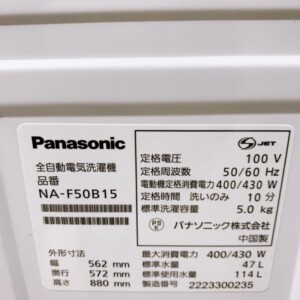 Panasonic
全自動電気洗濯機
品番
NA-F50B15
外形寸法
幅 562 mm
奥行 572 mm
高さ 880 mm
S JET
定格電圧 100 V
定格周波数 50/60 Hz
電動機定格消費電力 400/430 W
定格時間 洗いのみ 10 分
標準洗濯容量 5.0 kg
PS E パナソニック株式会社
中国製
最大消費電力 400/430 W
標準水量 47 L
標準使用水量 114 L
製造番号 2223300235